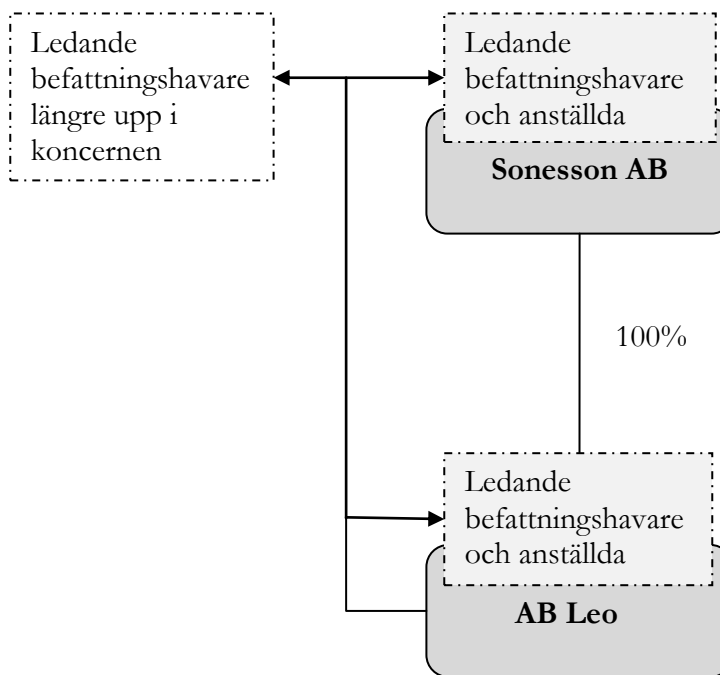 Ledande
befattningshavare
längre upp i
koncernen
Ledande
befattningshavare
och anställda
Sonesson AB
100%
Ledande
befattningshavare
och anställda
AB Leo